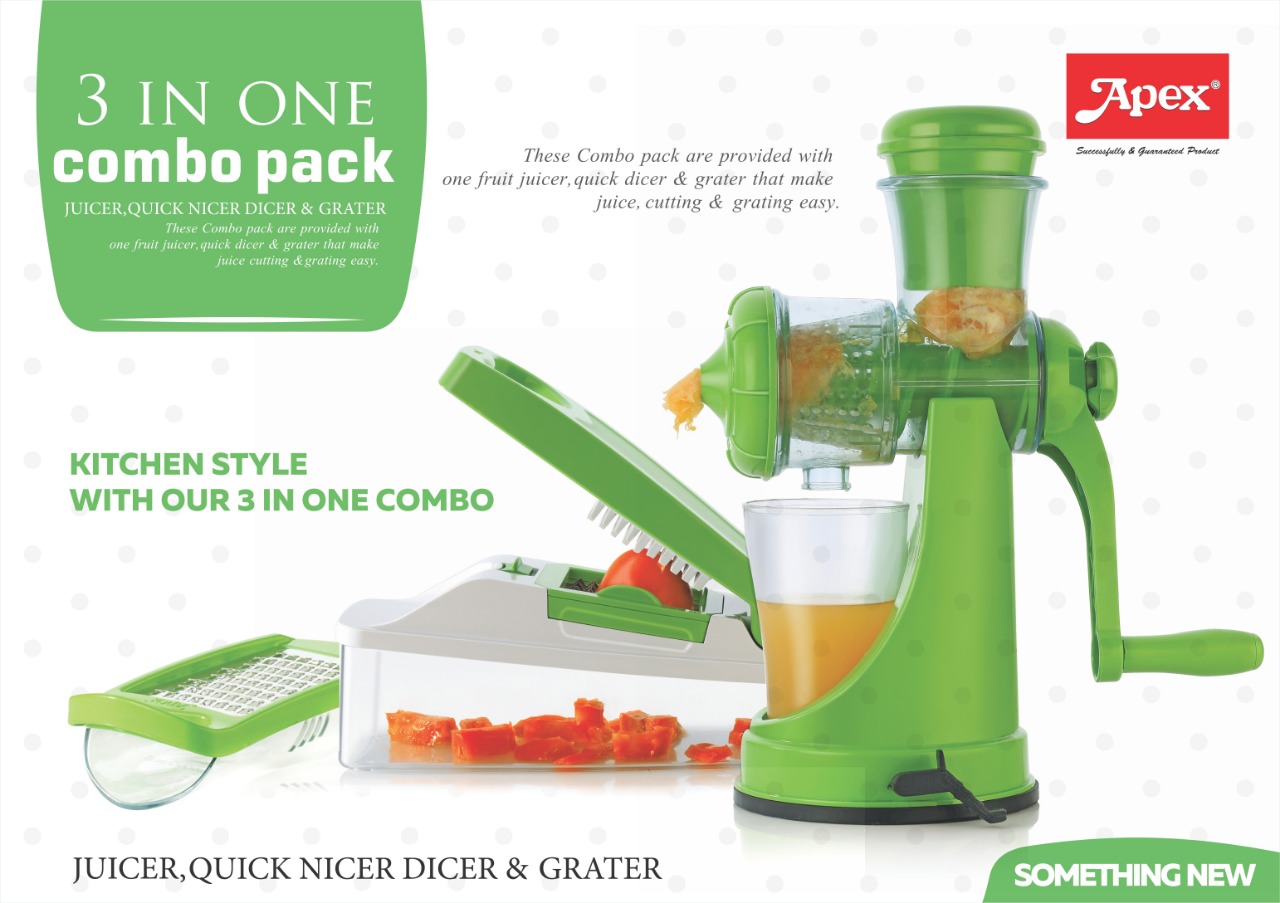 3 IN ONE
combo pack
JUICER,QUICK NICER DICER & GRATER
These Combo pack are provided with
one fruit juicer,quick dicer & grater that make
juice cutting &grating easy.
Apex®
Successfully & Guaranteed Product
These Combo pack are provided with
one fruit juicer,quick dicer & grater that make
juice, cutting & grating easy.
KITCHEN STYLE
WITH OUR 3 IN ONE COMBO
JUICER,QUICK NICER DICER & GRATER
SOMETHING NEW